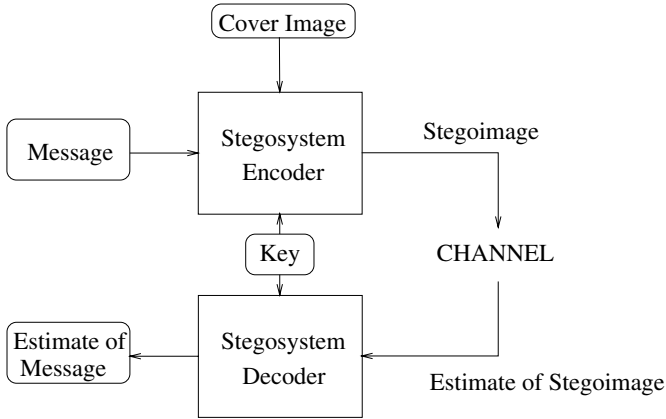 Cover Image
Message
Stegosystem
Encoder
Stegoimage
Key
CHANNEL
Estimate of
Message
Stegosystem
Decoder
Estimate of Stegoimage